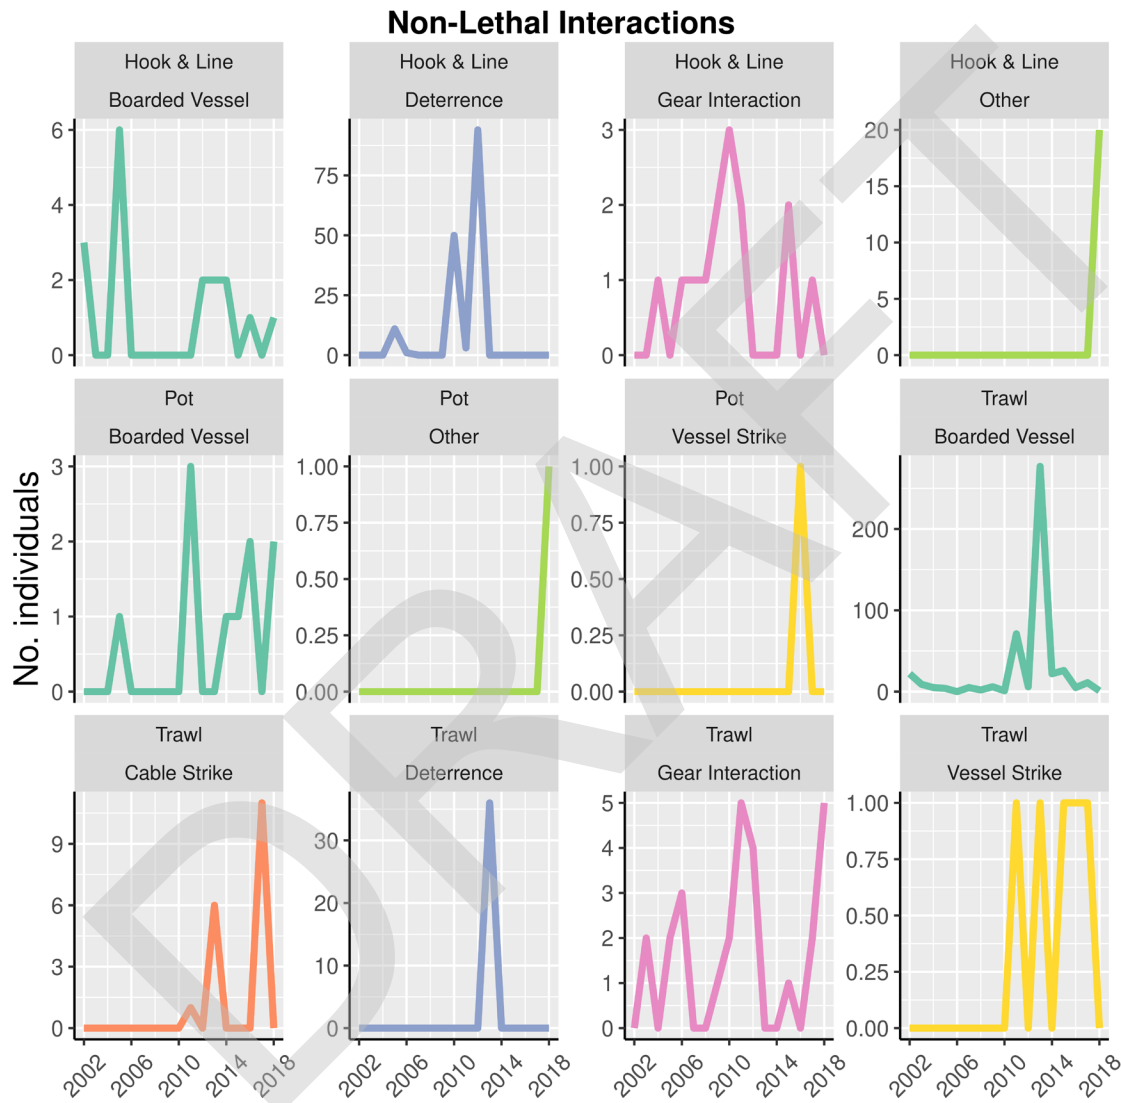 Non-Lethal Interactions
Hook & Line
Boarded Vessel
Hook & Line
Deterrence
Hook & Line
Gear Interaction
Hook & Line
Other
6
4
2
0
75
50
25
0
3
2
1
0
20
15
10
5
0
Pot
Boarded Vessel
Pot
Other
Pot
Vessel Strike
Trawl
Boarded Vessel
3
2
1
0
1.00
0.75
0.50
0.25
0.00
1.00
0.75
0.50
0.25
0.00
200
100
0
No. individuals
Trawl
Cable Strike
Trawl
Deterrence
Trawl
Gear Interaction
Trawl
Vessel Strike
9
6
3
0
30
20
10
0
5
4
3
2
1
0
1.00
0.75
0.50
0.25
0.00
2002 2006 2010 2014 2018
2002 2006 2010 2014 2018
2002 2006 2010 2014 2018
2002 2006 2010 2014 2018
DRAFT